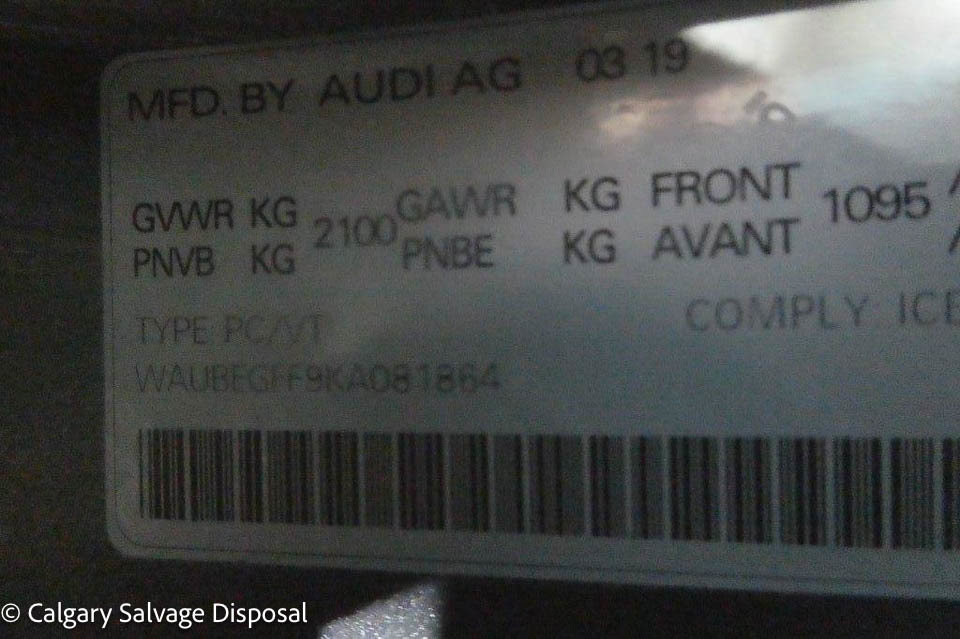 MFD. BY AUDI AG 03 19
GVWR KG 2100 GAWR KG FRONT 1095
PNVB KG PNBE KG AVANT
TYPE PC/VT COMPLY ICE
WAUBEGFF9KA081864
© Calgary Salvage Disposal